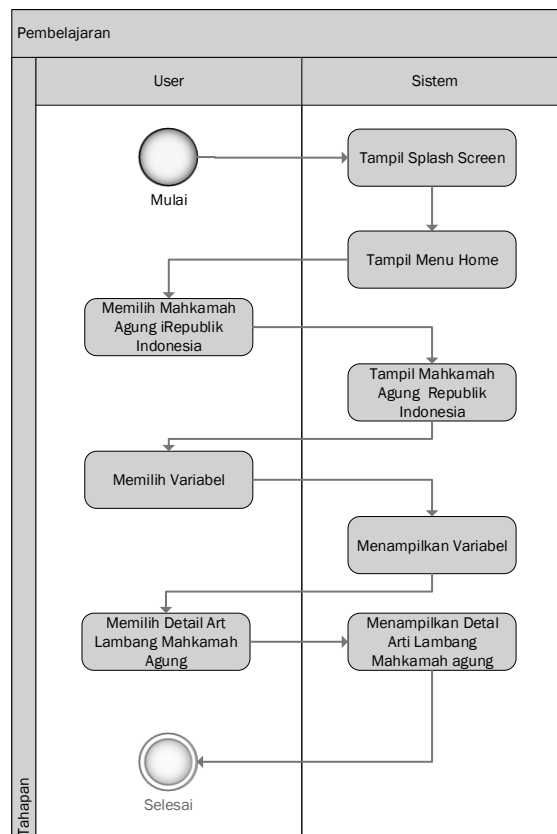 Pembelajaran
User
Sistem
Tampil Splash Screen
Mulai
Tampil Menu Home
Memilih Mahkamah
Agung iRepublik
Indonesia
Tampil Mahkamah
Agung Republik
Indonesia
Memilih Variabel
Menampilkan Variabel
Memilih Detail Art
Lambang Mahkamah
Agung
Menampilkan Detal
Arti Lambang
Mahkamah agung
Selesai
Tahapan